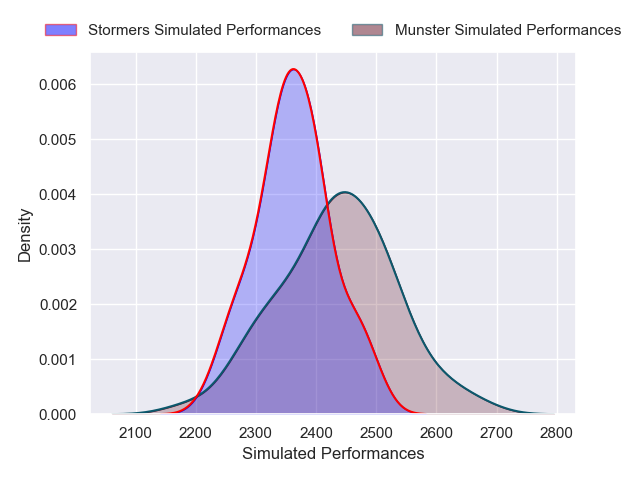 Stormers Simulated Performances Munster Simulated Performances
0.006
0.005
0.004
0.003
0.002
0.001
0.000
Density
2100 2200 2300 2400 2500 2600 2700 2800
Simulated Performances